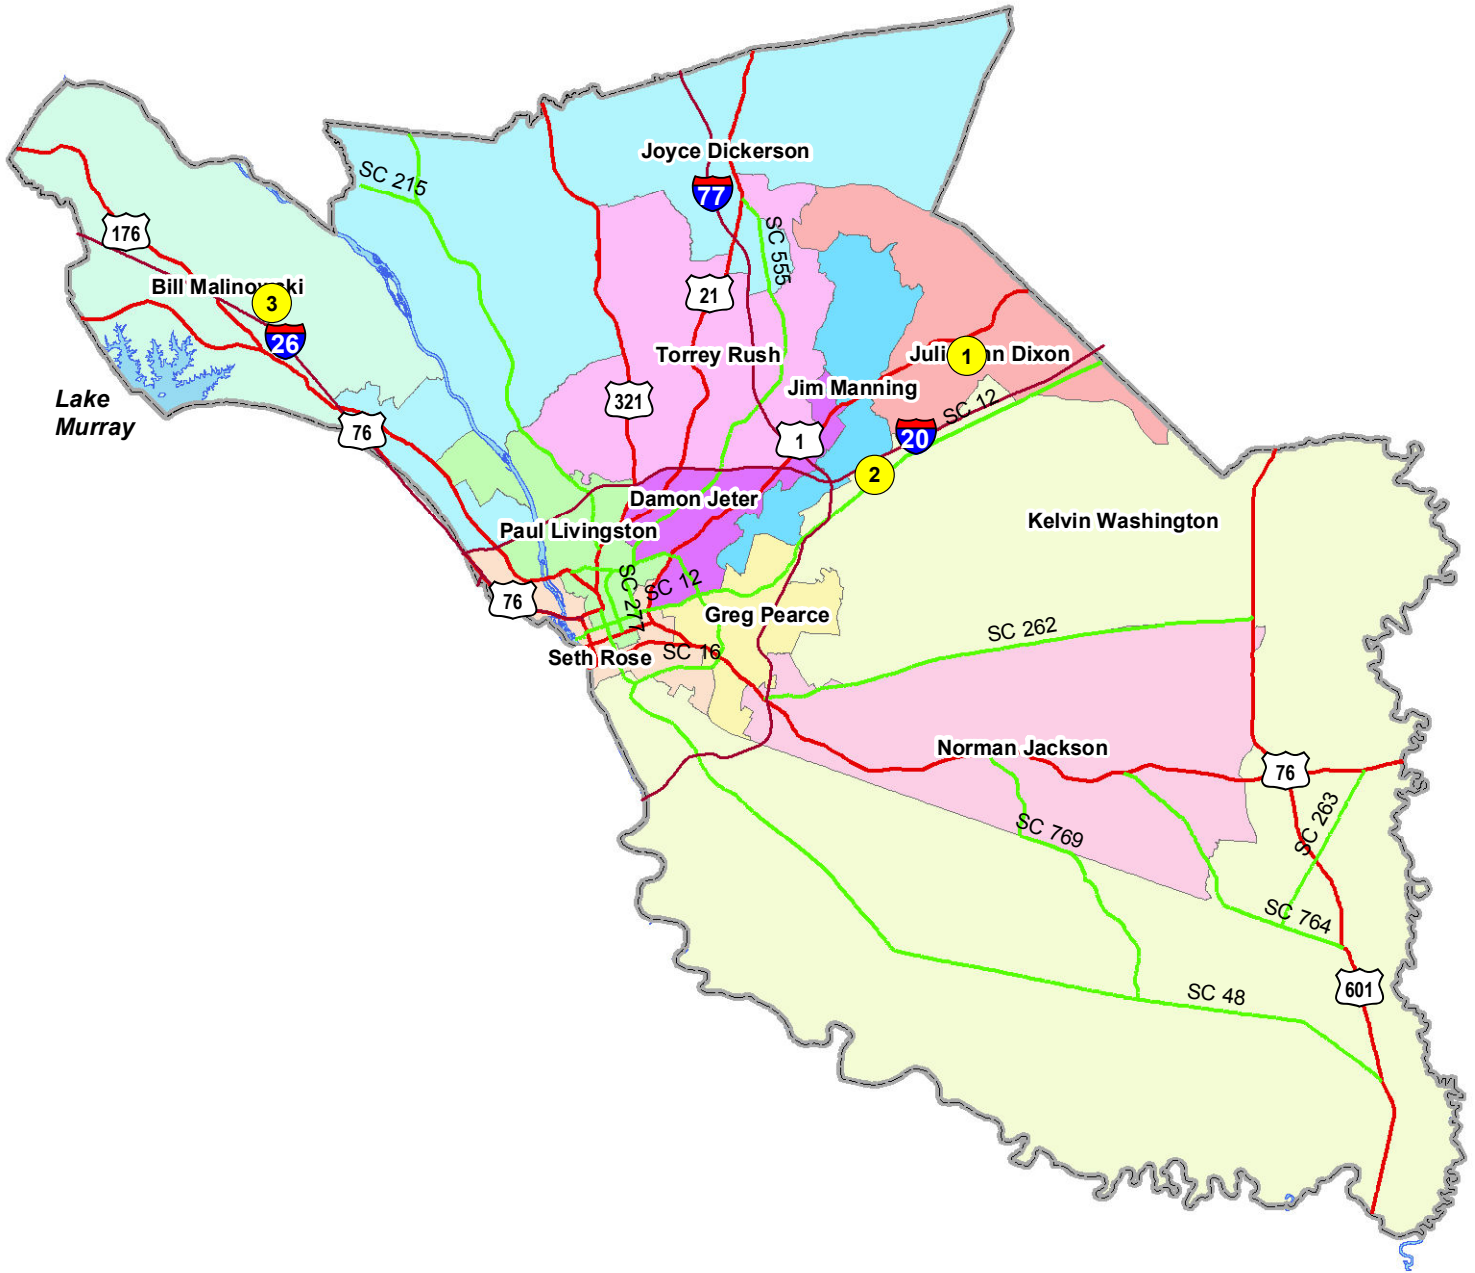 Joyce Dickerson
SC 215
77
176
SC 555
Bill Malinowski
3
21
26
Torrey Rush
Julie Ann Dixon
1
Jim Manning
Lake
Murray
321
SC 12
76
1
20
2
Damon Jeter
Kelvin Washington
Paul Livingston
SC 277
SC 12
76
Greg Pearce
SC 262
Seth Rose
SC 16
Norman Jackson
76
SC 263
SC 769
SC 764
SC 48
601